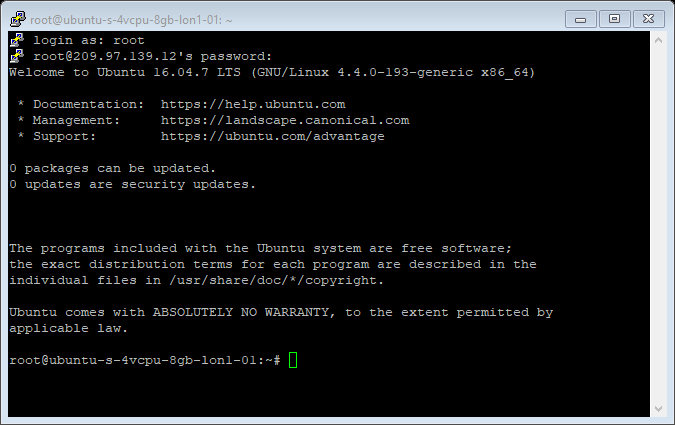 root@ubuntu-s-4vcpu-8gb-lon1-01: ~
login as: root
root@209.97.139.12's password:
Welcome to Ubuntu 16.04.7 LTS (GNU/Linux 4.4.0-193-generic x86_64)
* Documentation:  https://help.ubuntu.com
* Management:     https://landscape.canonical.com
* Support:        https://ubuntu.com/advantage
0 packages can be updated.
0 updates are security updates.
The programs included with the Ubuntu system are free software;
the exact distribution terms for each program are described in the
individual files in /usr/share/doc/*/copyright.
Ubuntu comes with ABSOLUTELY NO WARRANTY, to the extent permitted by
applicable law.
root@ubuntu-s-4vcpu-8gb-lon1-01:~#